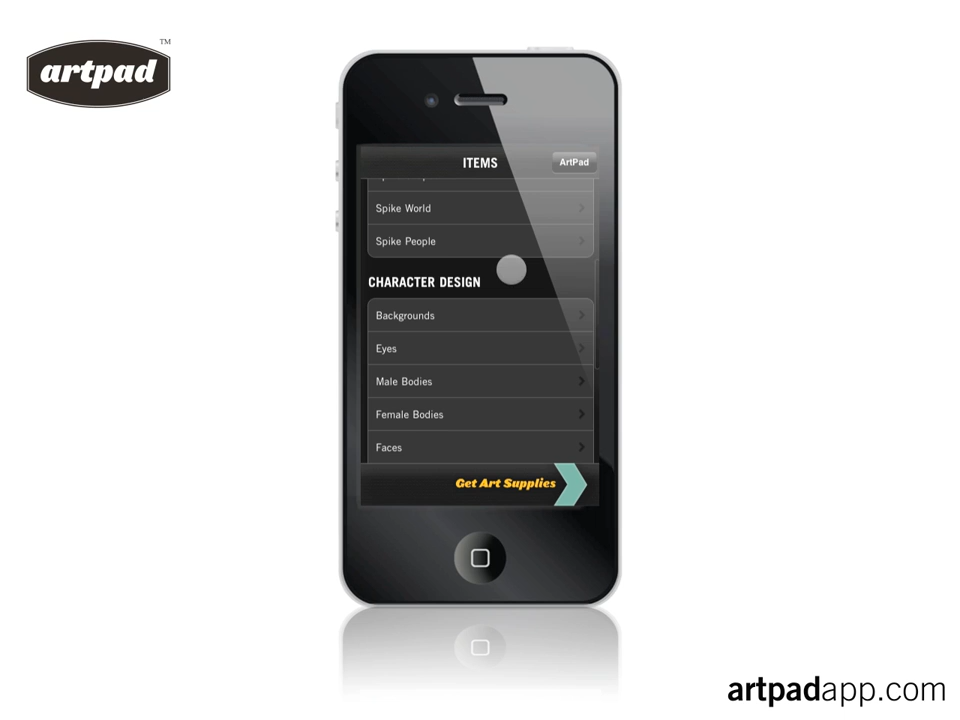 artpad
TM
ITEMS
ArtPad
Spike World
Spike People
CHARACTER DESIGN
Backgrounds
Eyes
Male Bodies
Female Bodies
Faces
Get Art Supplies
artpadapp.com